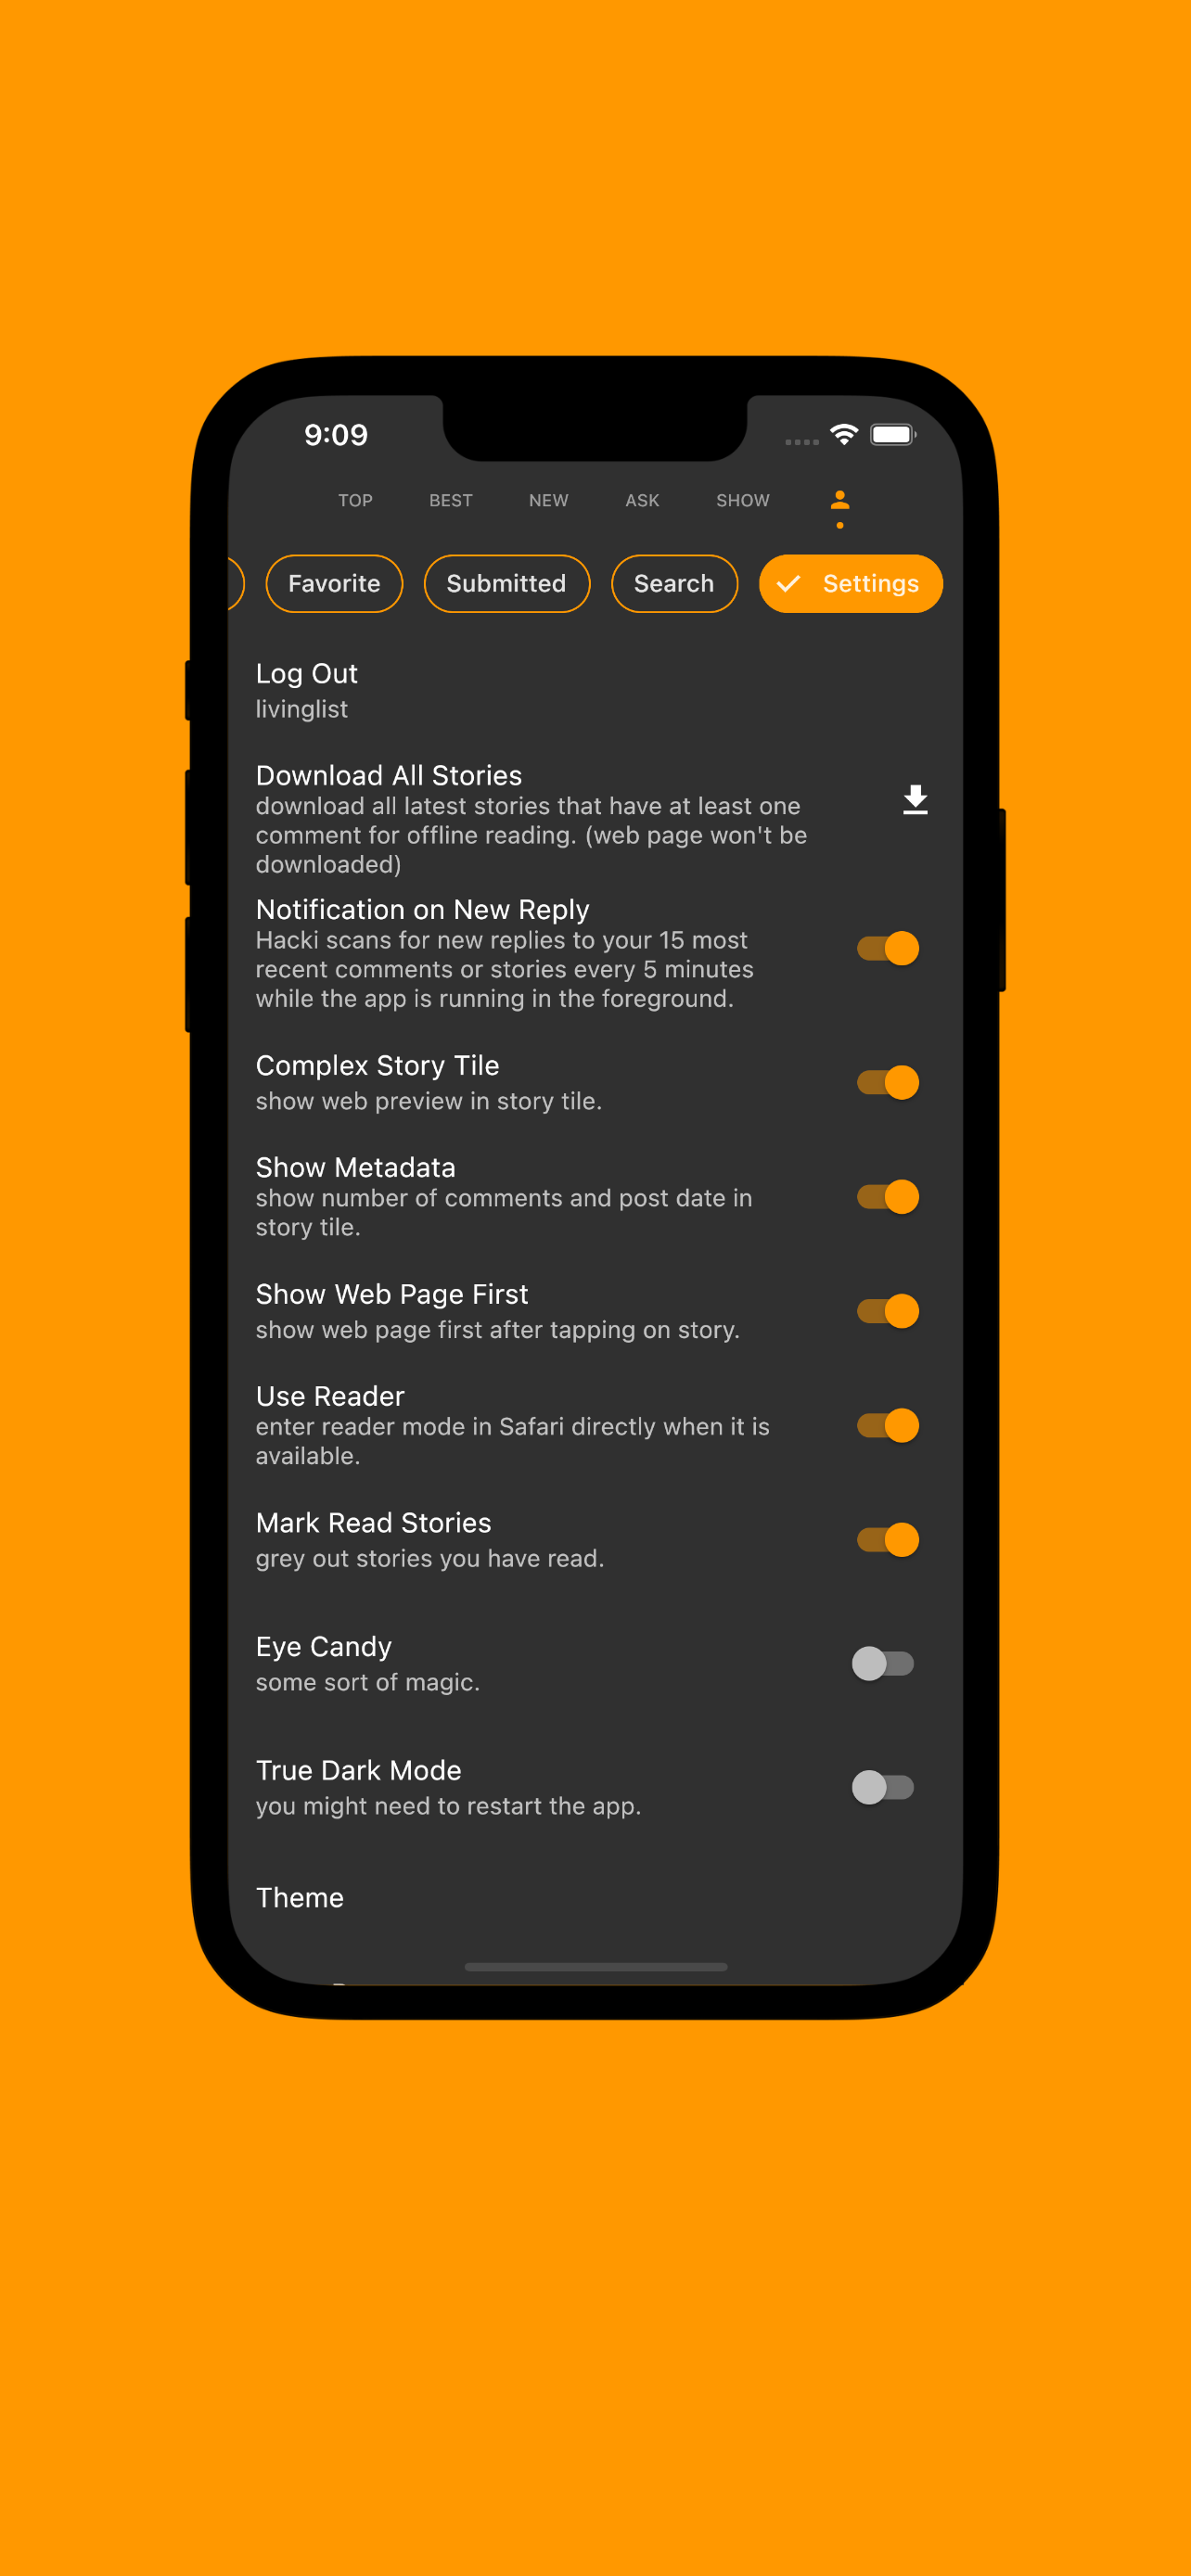 9:09
TOP BEST NEW ASK SHOW
Favorite Submitted Search Settings
Log Out
livinglist
Download All Stories
download all latest stories that have at least one
comment for offline reading. (web page won't be
downloaded)
Notification on New Reply
Hacki scans for new replies to your 15 most
recent comments or stories every 5 minutes
while the app is running in the foreground.
Complex Story Tile
show web preview in story tile.
Show Metadata
show number of comments and post date in
story tile.
Show Web Page First
show web page first after tapping on story.
Use Reader
enter reader mode in Safari directly when it is
available.
Mark Read Stories
grey out stories you have read.
Eye Candy
some sort of magic.
True Dark Mode
you might need to restart the app.
Theme